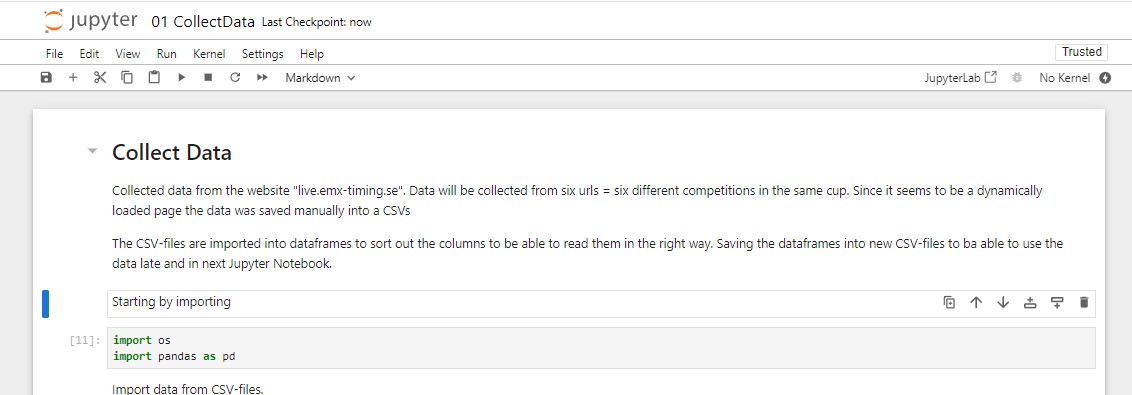 jupyter 01 CollectData Last Checkpoint: now
File Edit View Run Kernel Settings Help Trusted
Markdown JupyterLab No Kernel
Collect Data
Collected data from the website "live.emx-timing.se". Data will be collected from six urls = six different competitions in the same cup. Since it seems to be a dynamically
loaded page the data was saved manually into a CSVs
The CSV-files are imported into dataframes to sort out the columns to be able to read them in the right way. Saving the dataframes into new CSV-files to ba able to use the
data late and in next Jupyter Notebook.
Starting by importing
[11]: import os
import pandas as pd
Import data from CSV-files.